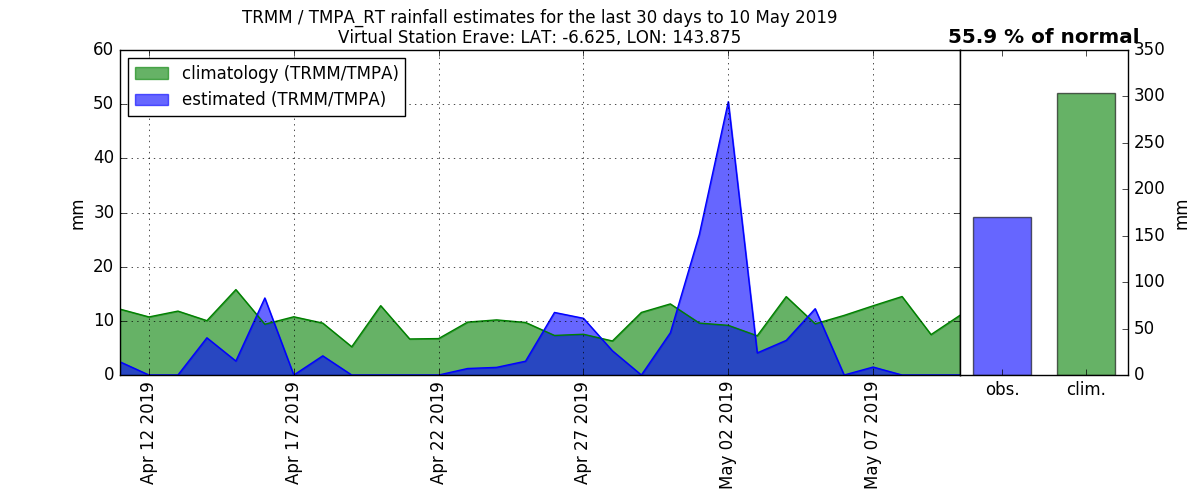 TRMM / TMPA_RT rainfall estimates for the last 30 days to 10 May 2019
Virtual Station Erave: LAT: -6.625, LON: 143.875
55.9 % of normal
climatology (TRMM/TMPA)
estimated (TRMM/TMPA)
mm
60
50
40
30
20
10
0
Apr 12 2019
Apr 17 2019
Apr 22 2019
Apr 27 2019
May 02 2019
May 07 2019
350
300
250
200
150
100
50
0
mm
obs.
clim.